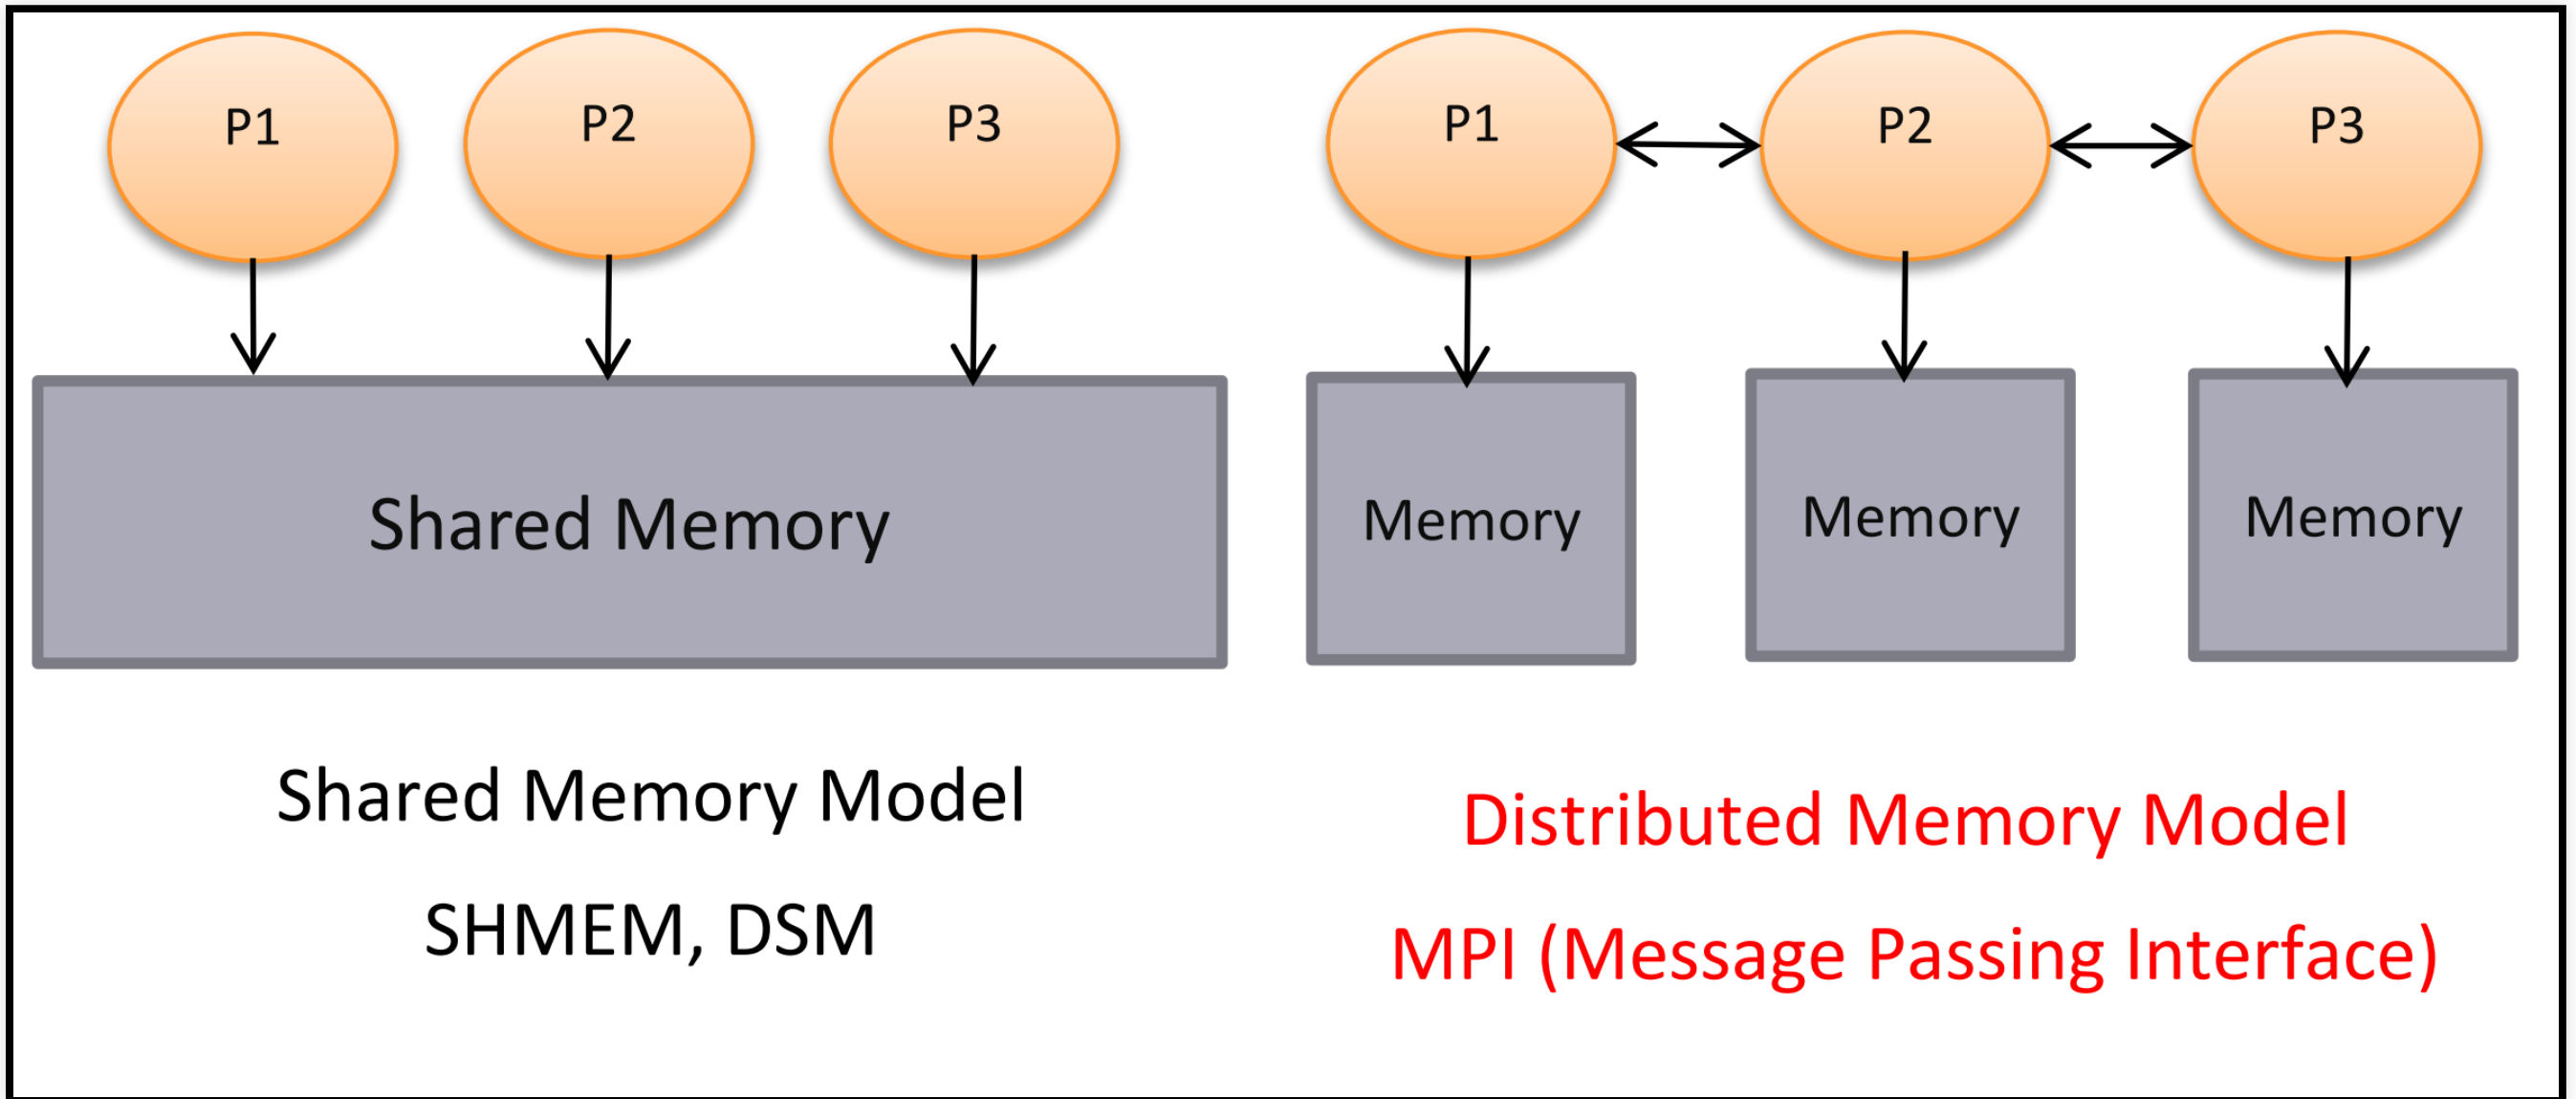 P1
P2
P3
Shared Memory
Shared Memory Model
SHMEM, DSM
P1
P2
P3
Memory
Memory
Memory
Distributed Memory Model
MPI (Message Passing Interface)